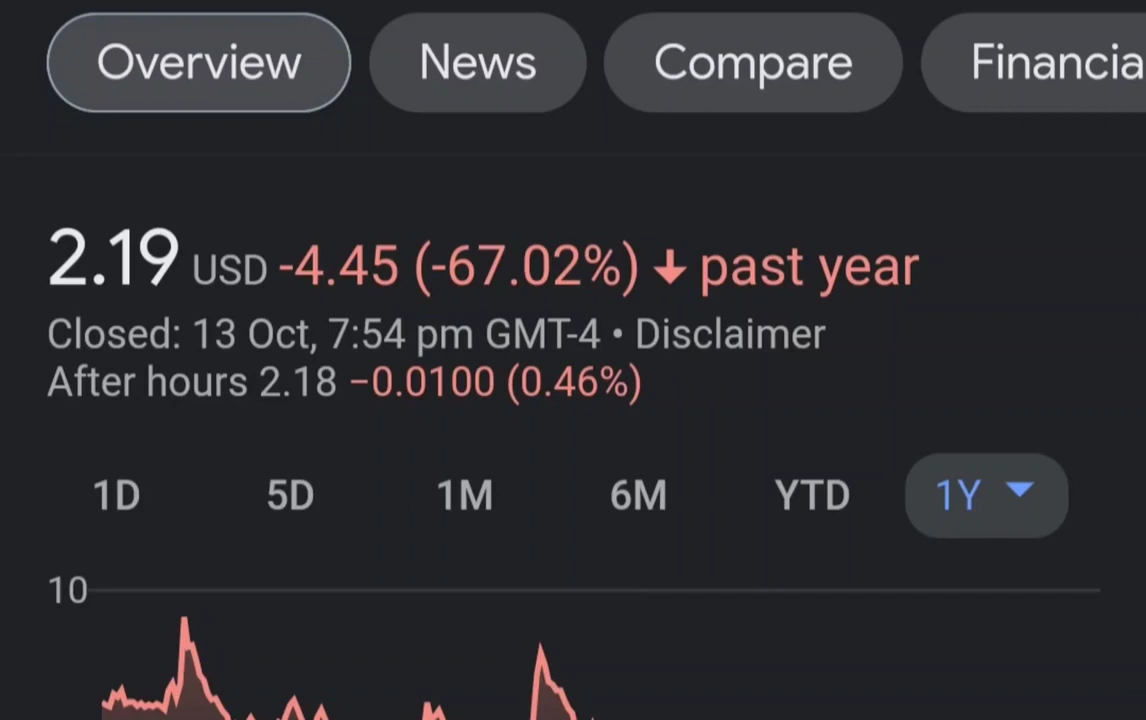 Overview News Compare Financia
2.19 USD -4.45 (-67.02%) ↓ past year
Closed: 13 Oct, 7:54 pm GMT-4 • Disclaimer
After hours 2.18 −0.0100 (0.46%)
1D 5D 1M 6M YTD 1Y
10